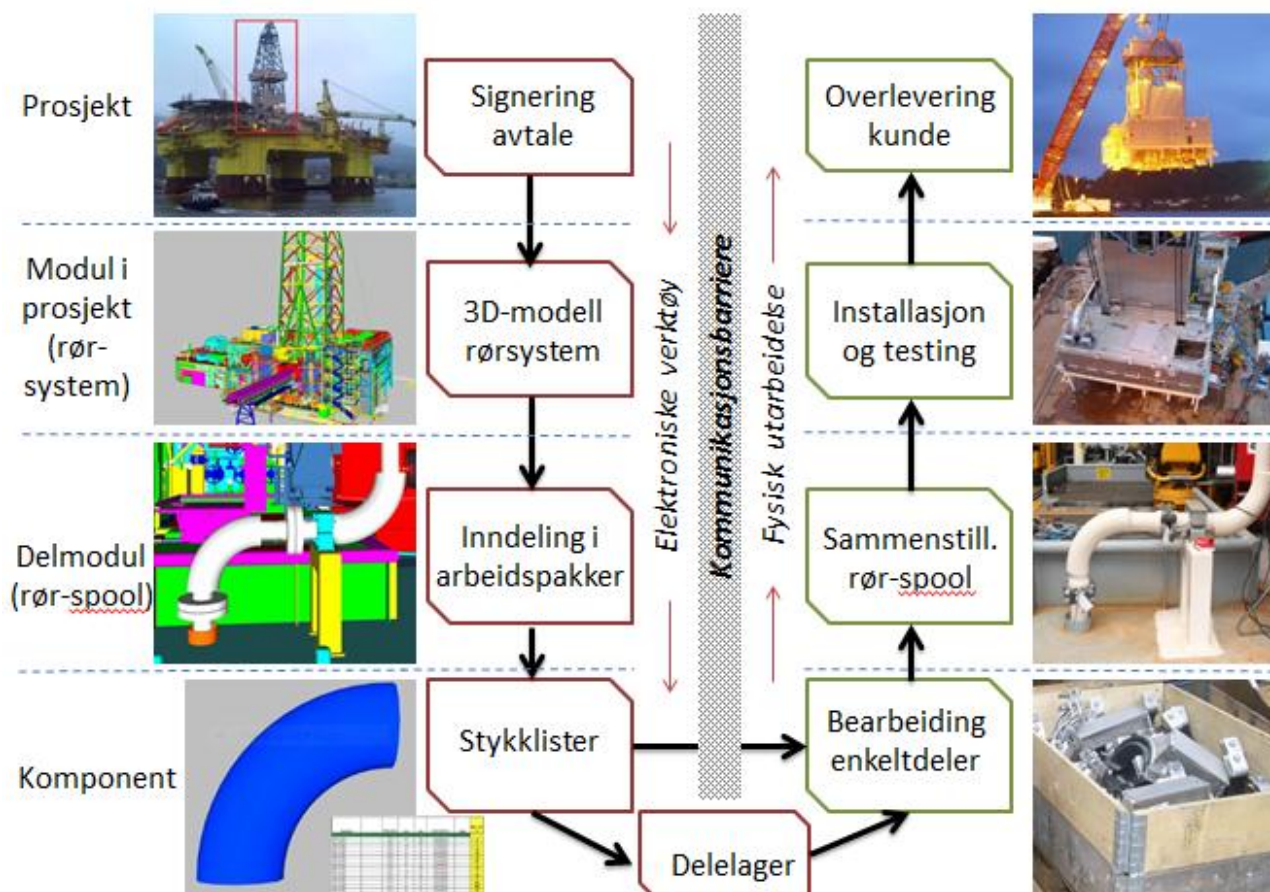 Prosjekt
Signering
avtale
Overlevering
kunde
Modul i
prosjekt
(rør-
system)
3D-modell
rørsystem
Elektroniske verktøy
Kommunikasjonsbarriere
Fysisk utarbeidelse
Installasjon
og testing
Delmodul
(rør-spool)
Inndeling i
arbeidspakker
Sammenstill.
rør-spool
Komponent
Stykklister
Bearbeiding
enkeltdeler
Delelager